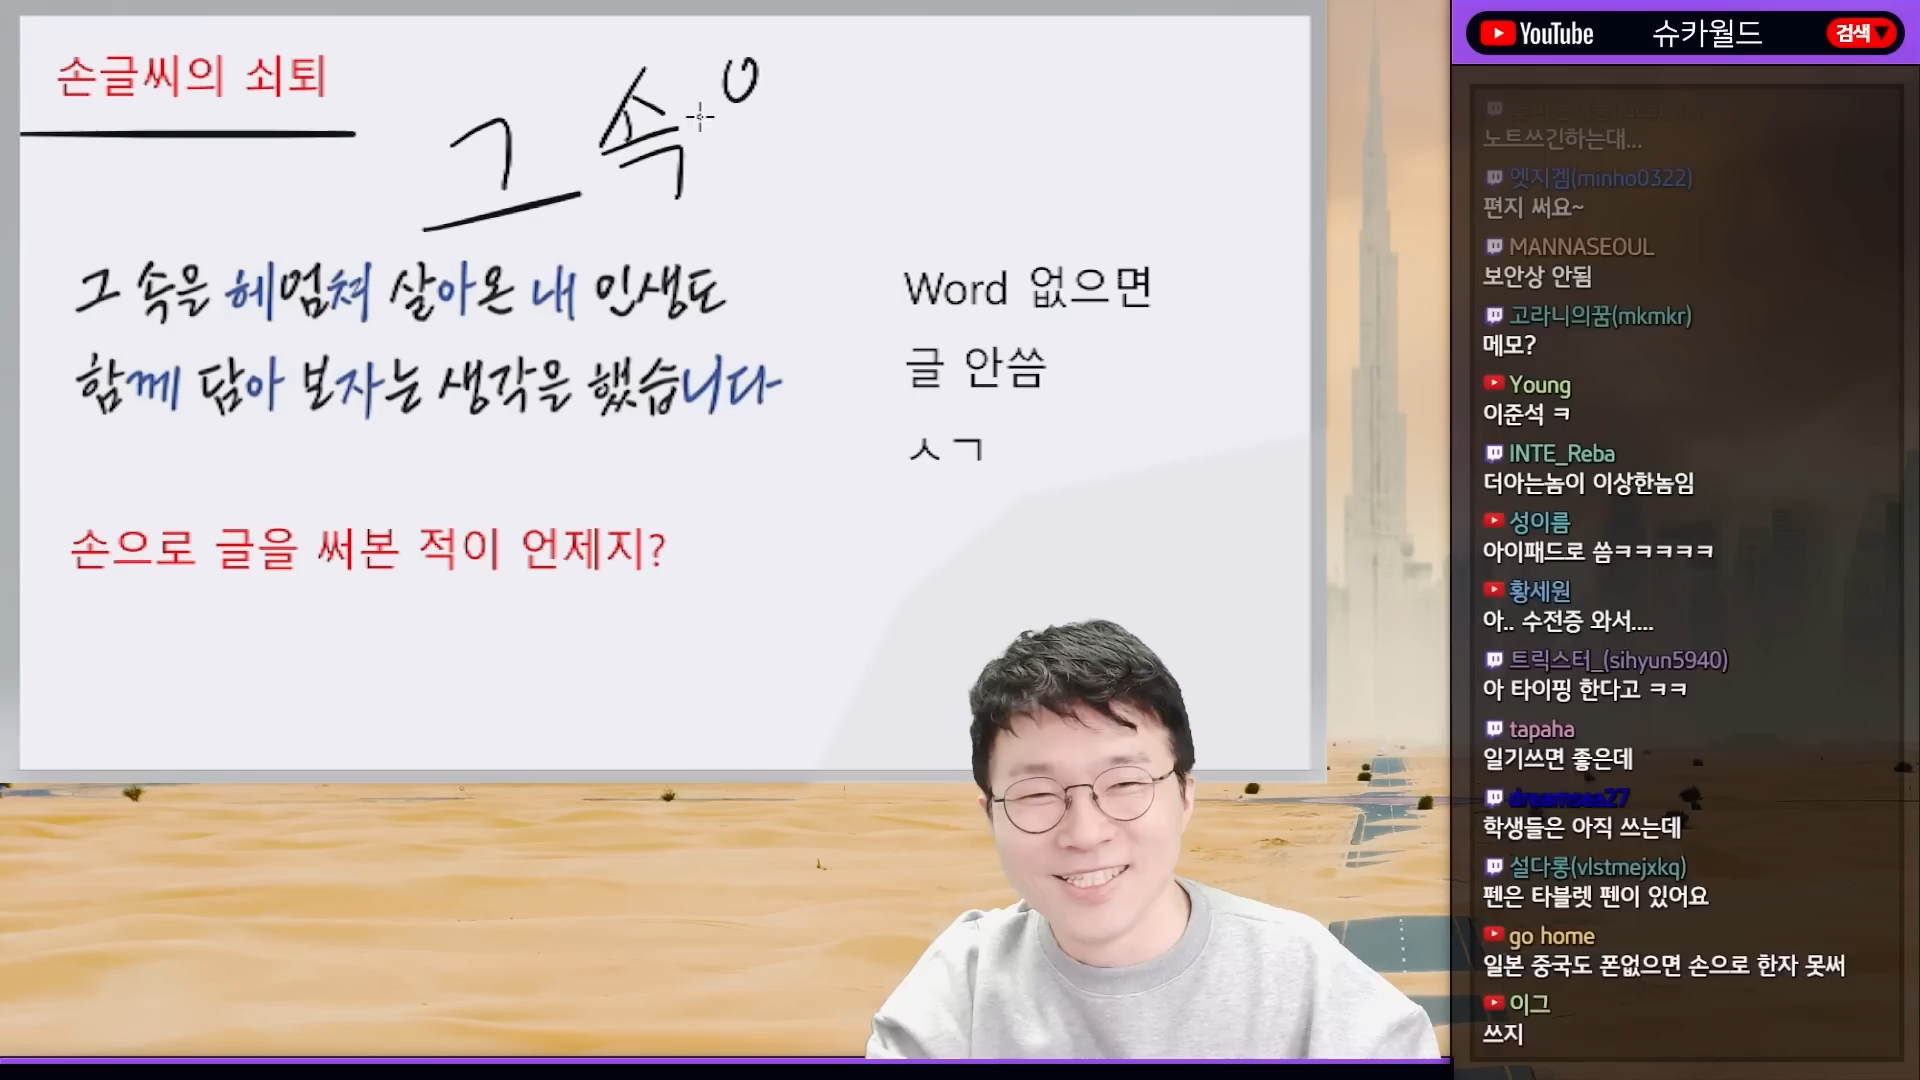 손글씨의 쇠퇴
그 속ㅇ
그 속을 헤엄쳐 살아온 내 인생도
함께 담아 보자는 생각을 했습니다
Word 없으면
글 안씀
ㅅㄱ
손으로 글을 써본 적이 언제지?
YouTube 슈카월드 검색
노트쓰긴하는대...
엣지겜(minho0322)
편지 써요~
MANNASEOUL
보안상 안됨
고라니의꿈(mkmkr)
메모?
Young
이준석 ㅋ
INTE_Reba
더아는놈이 이상한놈임
성이름
아이패드로 씀ㅋㅋㅋㅋㅋ
황세원
아.. 수전증 와서....
트릭스터_(sihyun5940)
아 타이핑 한다고 ㅋㅋ
tapaha
일기쓰면 좋은데
dreamsea27
학생들은 아직 쓰는데
설다롱(vlstmejxkq)
펜은 타블렛 펜이 있어요
go home
일본 중국도 폰없으면 손으로 한자 못써
이그
쓰지